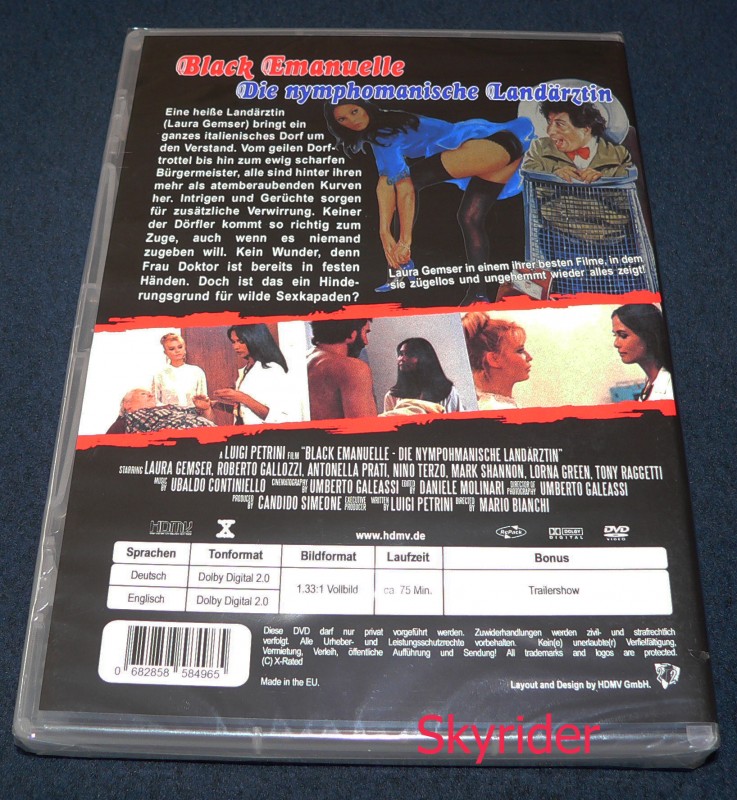 Black Emanuelle
Die nymphomanische Landärztin
Eine heiße Landärztin
(Laura Gemser) bringt ein
ganzes italienisches Dorf um
den Verstand. Vom geilen Dorf-
trottel bis hin zum ewig scharfen
Bürgermeister, alle sind hinter ihren
mehr als atemberaubenden Kurven
her. Intrigen und Gerüchte sorgen
für zusätzliche Verwirrung. Keiner
der Dörfler kommt so richtig zum
Zuge, auch wenn es niemand
zugeben will. Kein Wunder, denn
Frau Doktor ist bereits in festen
Händen. Doch ist das ein Hinde-
rungsgrund für wilde Sexkapaden?
Laura Gemser in einem ihrer besten Filme, in dem
sie zügellos und ungehemmt wieder alles zeigt!
A LUIGI PETRINI FILM "BLACK EMANUELLE - DIE NYMPOHMANISCHE LANDÄRZTIN"
STARRING LAURA GEMSER, ROBERTO GALLOZZI, ANTONELLA PRATI, NINO TERZO, MARK SHANNON, LORNA GREEN, TONY RAGGETTI
MUSIC BY UBALDO CONTINIELLO CINEMATOGRAPHY BY UMBERTO GALEASSI EDITED BY DANIELE MOLINARI DIRECTOR OF PHOTOGRAPHY UMBERTO GALEASSI
PRODUCED BY CANDIDO SIMEONE EXECUTIVE PRODUCER WRITTEN BY LUIGI PETRINI DIRECTED BY MARIO BIANCHI
HDMV X www.hdmv.de RePack DOLBY DIGITAL DVD VIDEO
Sprachen Tonformat Bildformat Laufzeit Bonus
Deutsch Dolby Digital 2.0 1.33:1 Vollbild ca. 75 Min. Trailershow
Englisch Dolby Digital 2.0
Diese DVD darf nur privat vorgeführt werden. Zuwiderhandlungen werden zivil- und strafrechtlich
verfolgt. Alle Urheber- und Leistungsschutzrechte vorbehalten. Kein(e) unerlaubte(r) Verfielfältigung,
Vermietung, Verleih, öffentliche Aufführung und Sendung! All trademarks and logos are protected.
(C) X-Rated
Made in the EU.
0 682858 584965
Layout and Design by HDMV GmbH.
Skyrider